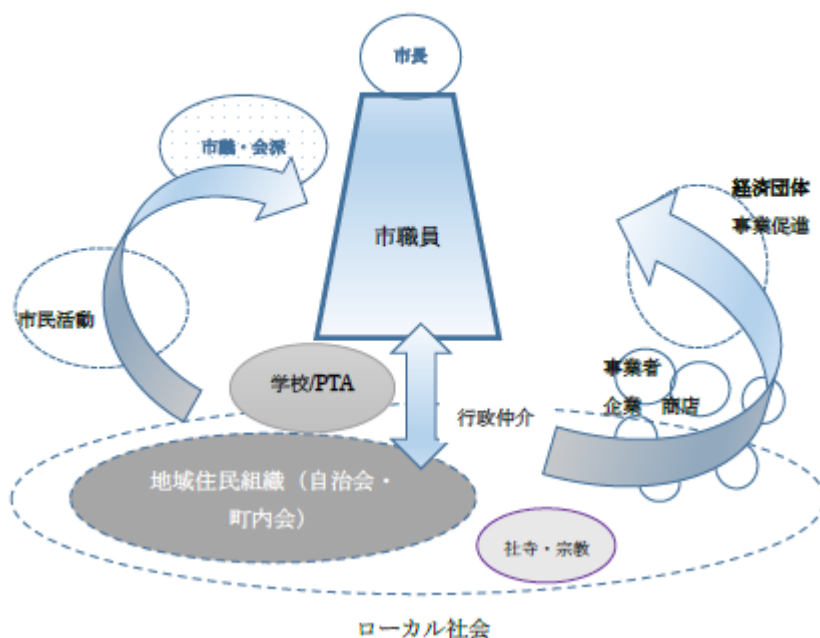 市長
市議・会派
経済団体
事業促進
市職員
市民活動
事業者
学校/PTA
企業 商店
行政仲介
地域住民組織（自治会・
町内会）
社寺・宗教
ローカル社会